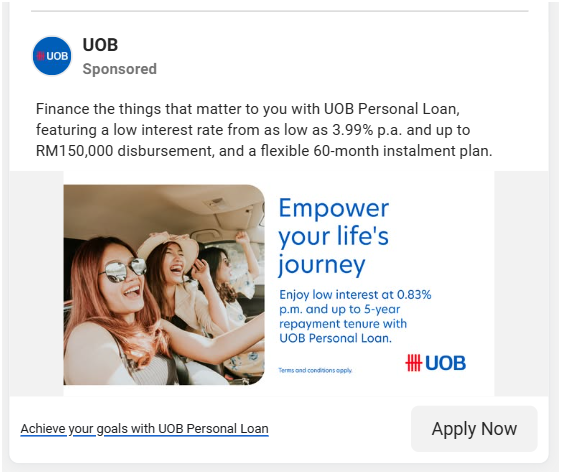 UOB
UOB
Sponsored
Finance the things that matter to you with UOB Personal Loan,
featuring a low interest rate from as low as 3.99% p.a. and up to
RM150,000 disbursement, and a flexible 60-month instalment plan.
Empower
your life's
journey
Enjoy low interest at 0.83%
p.m. and up to 5-year
repayment tenure with
UOB Personal Loan.
Terms and conditions apply.
UOB
Achieve your goals with UOB Personal Loan
Apply Now